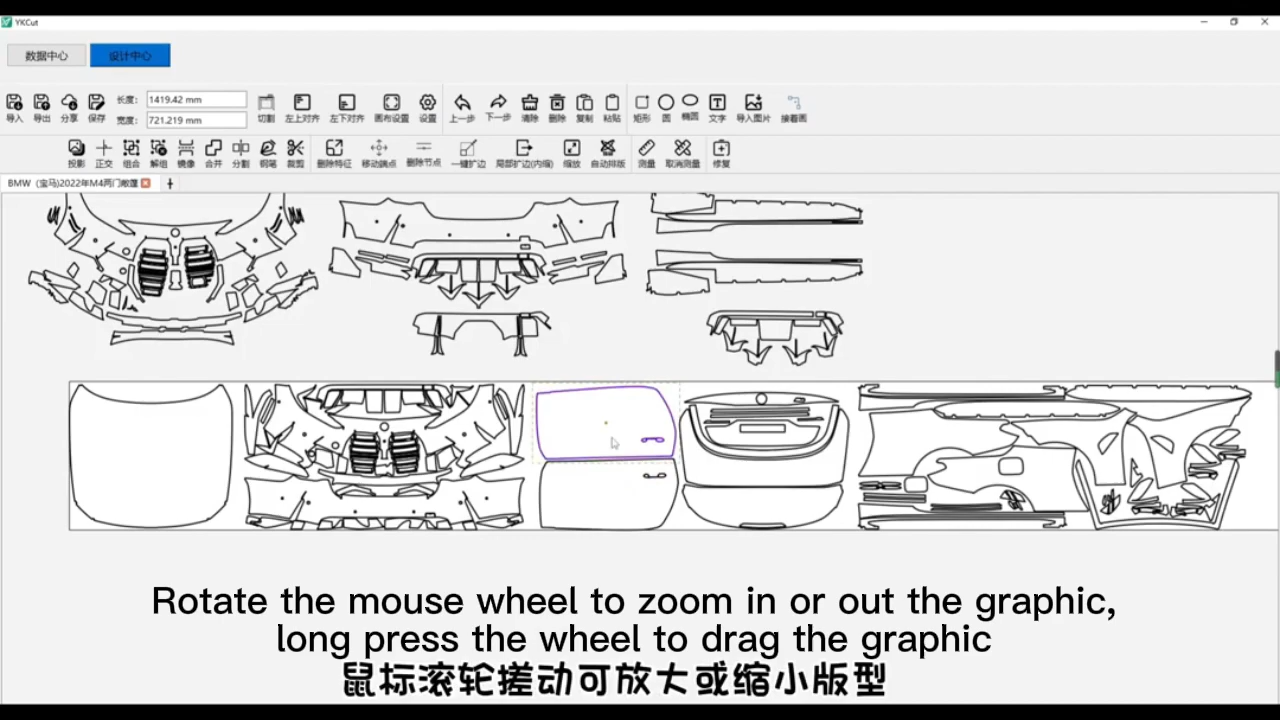 YKCut
数据中心 设计中心
导入 导出 分享 保存 长度: 1419.42 mm 宽度: 721.219 mm 切割 左上对齐 左下对齐 画布设置 设置 上一步 下一步 清除 删除 复制 粘贴 矩形 圆 椭圆 文字 导入图片 接着画
投影 正交 组合 解组 镜像 合并 分割 钢笔 裁剪 删除特征 移动端点 删除节点 一键扩边 局部扩边(内缩) 缩放 自动排版 测量 取消测量 修复
BMW (宝马)2022年M4两门敞篷
Rotate the mouse wheel to zoom in or out the graphic,
long press the wheel to drag the graphic
鼠标滚轮搓动可放大或缩小版型